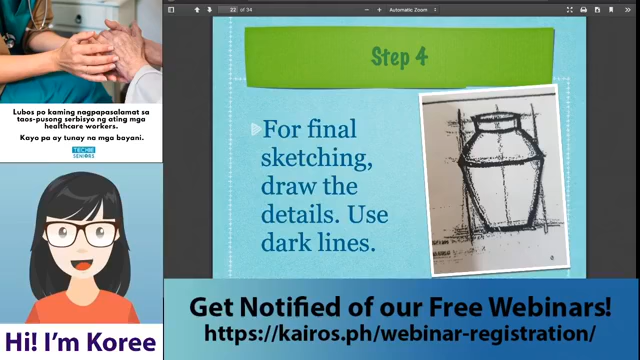 22 of 34
Automatic Zoom
Step 4
For final
sketching,
draw the
details. Use
dark lines.
Lubos po kaming nagpapasalamat sa
taos-pusong serbisyo ng ating mga
healthcare workers.
Kayo po ay tunay na mga bayani.
TECHIE
SENIORS
Hi! I'm Koree
Get Notified of our Free Webinars!
https://kairos.ph/webinar-registration/